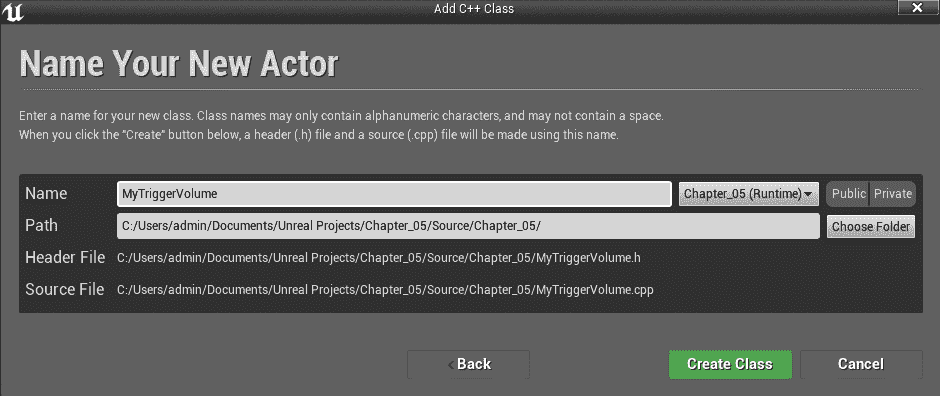 Add C++ Class
Name Your New Actor
Enter a name for your new class. Class names may only contain alphanumeric characters, and may not contain a space.
When you click the "Create" button below, a header (.h) file and a source (.cpp) file will be made using this name.
Name MyTriggerVolume Chapter_05 (Runtime) Public Private
Path C:/Users/admin/Documents/Unreal Projects/Chapter_05/Source/Chapter_05/ Choose Folder
Header File C:/Users/admin/Documents/Unreal Projects/Chapter_05/Source/Chapter_05/MyTriggerVolume.h
Source File C:/Users/admin/Documents/Unreal Projects/Chapter_05/Source/Chapter_05/MyTriggerVolume.cpp
Back Create Class Cancel